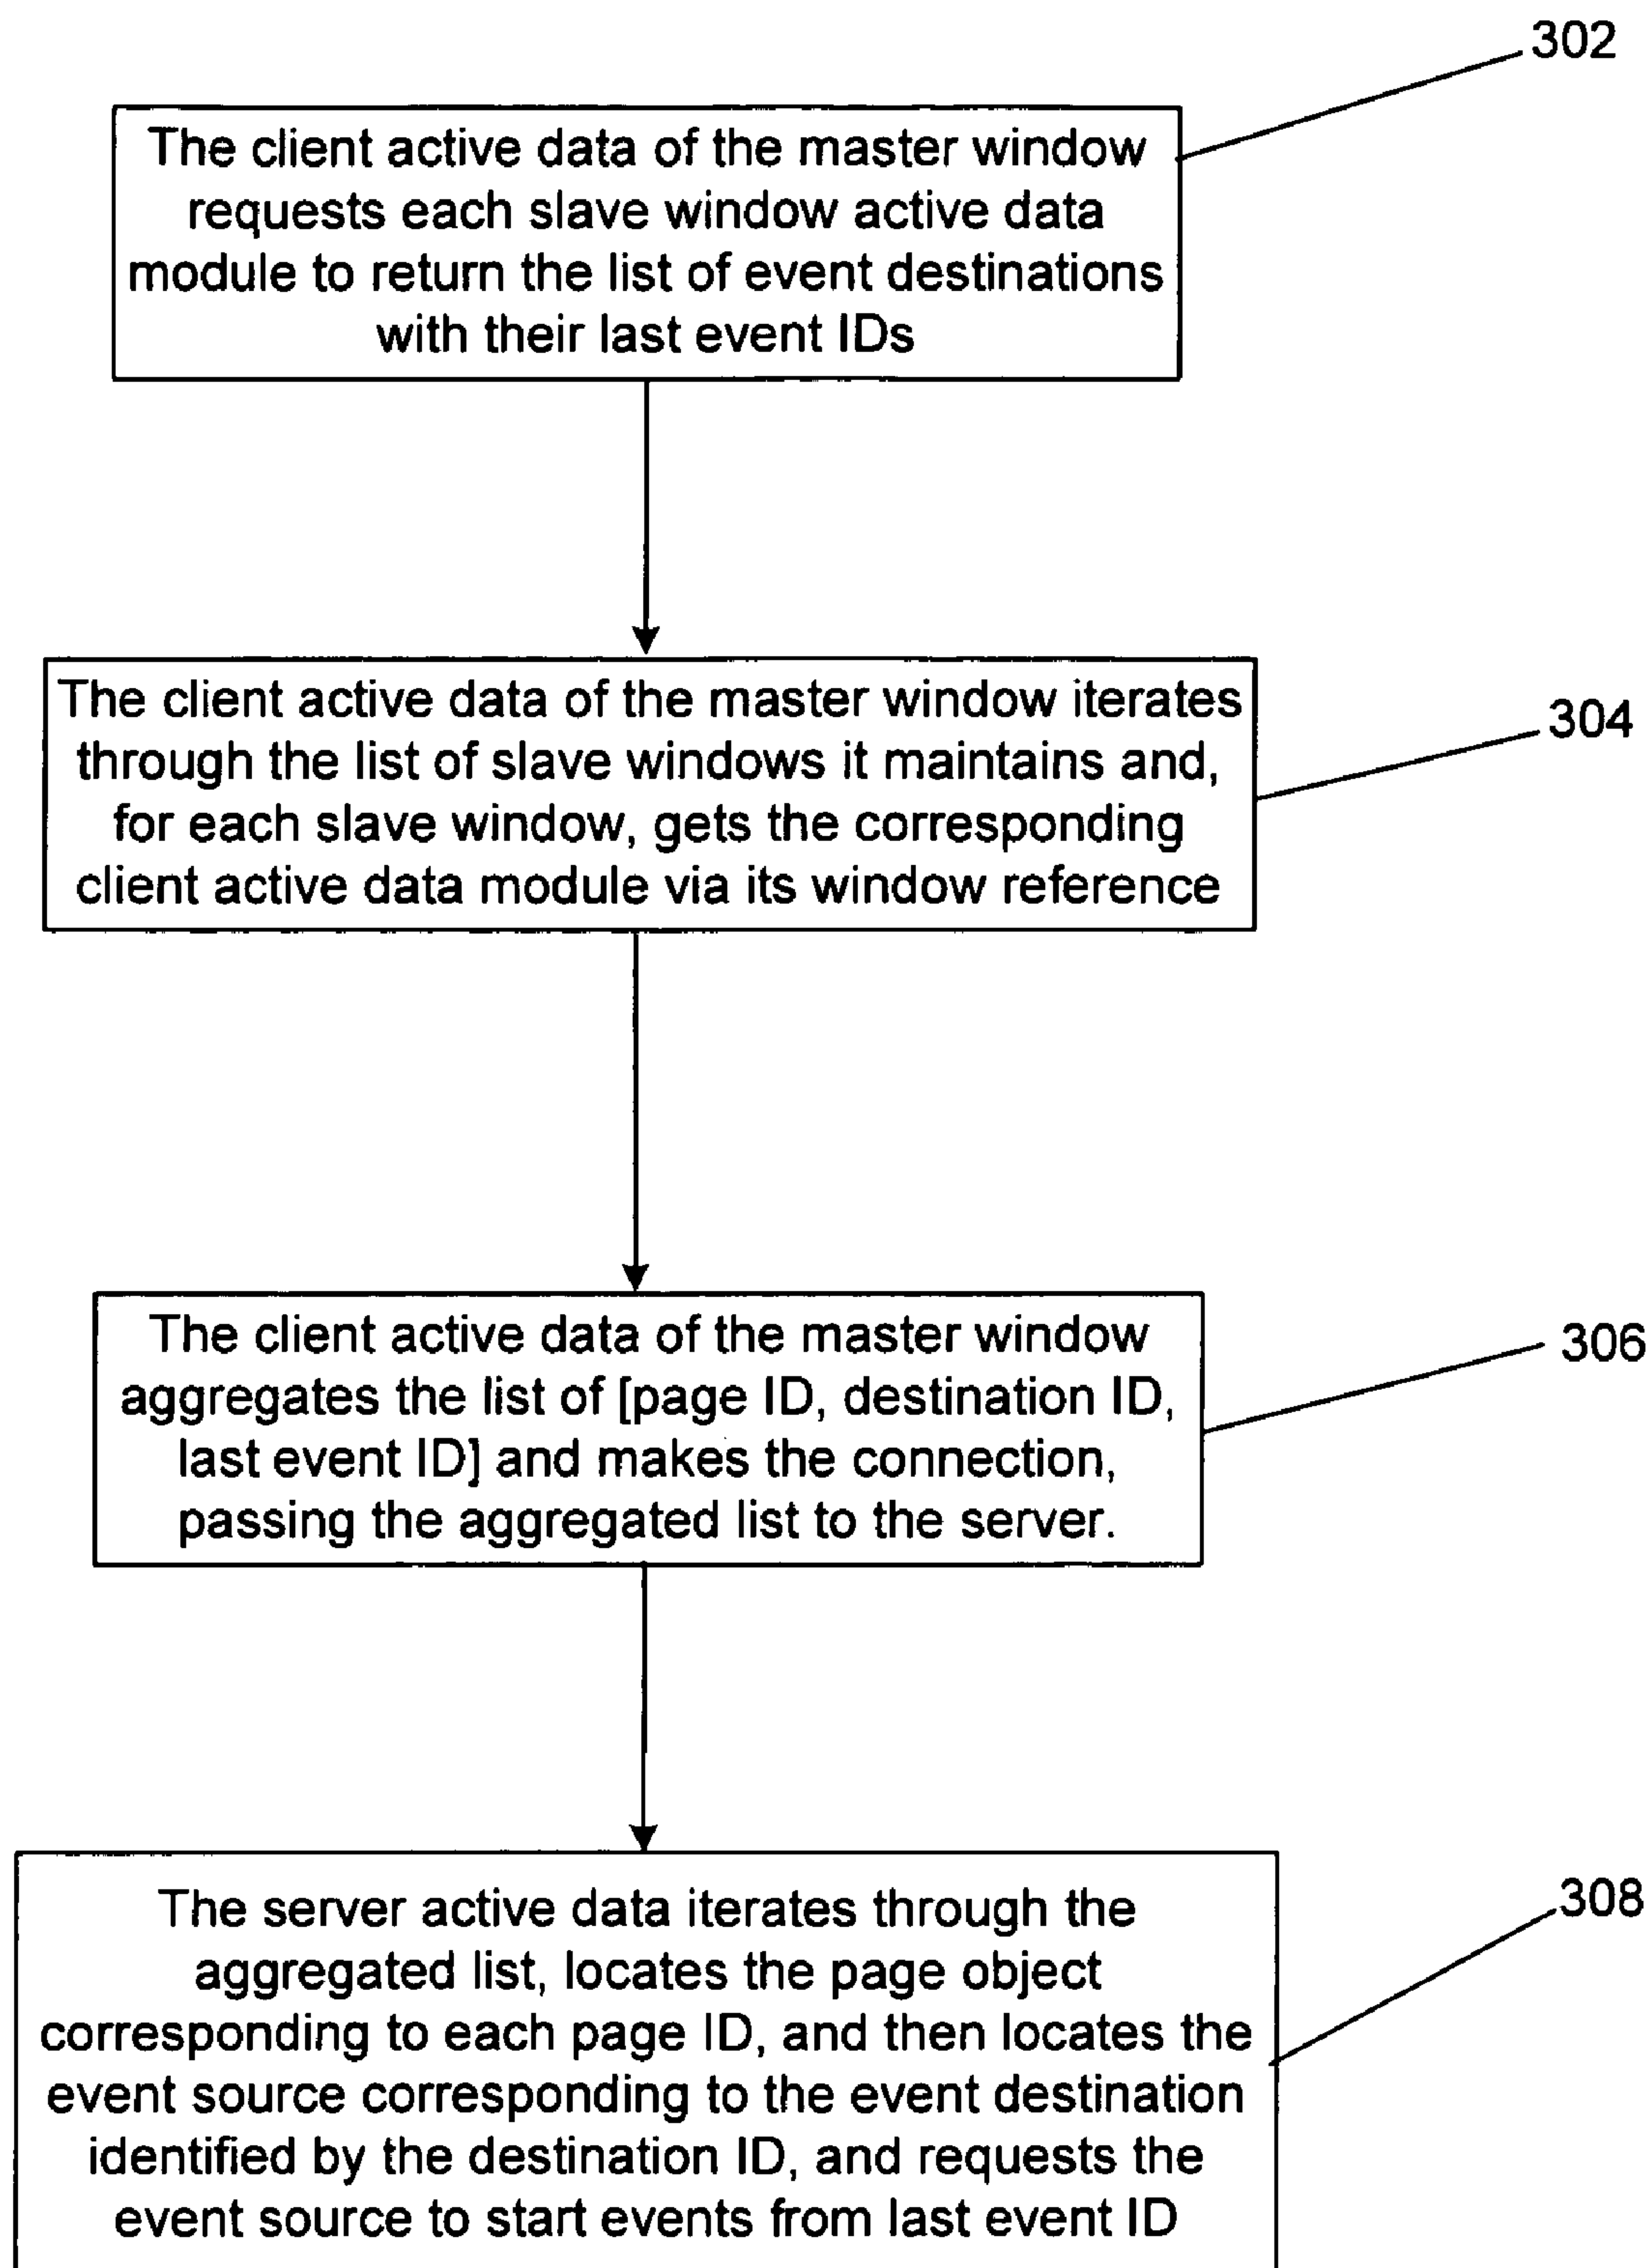 302
The client active data of the master window
requests each slave window active data
module to return the list of event destinations
with their last event IDs
The client active data of the master window iterates
through the list of slave windows it maintains and,
for each slave window, gets the corresponding
client active data module via its window reference
304
The client active data of the master window
aggregates the list of [page ID, destination ID,
last event ID] and makes the connection,
passing the aggregated list to the server.
306
The server active data iterates through the
aggregated list, locates the page object
corresponding to each page ID, and then locates the
event source corresponding to the event destination
identified by the destination ID, and requests the
event source to start events from last event ID
308